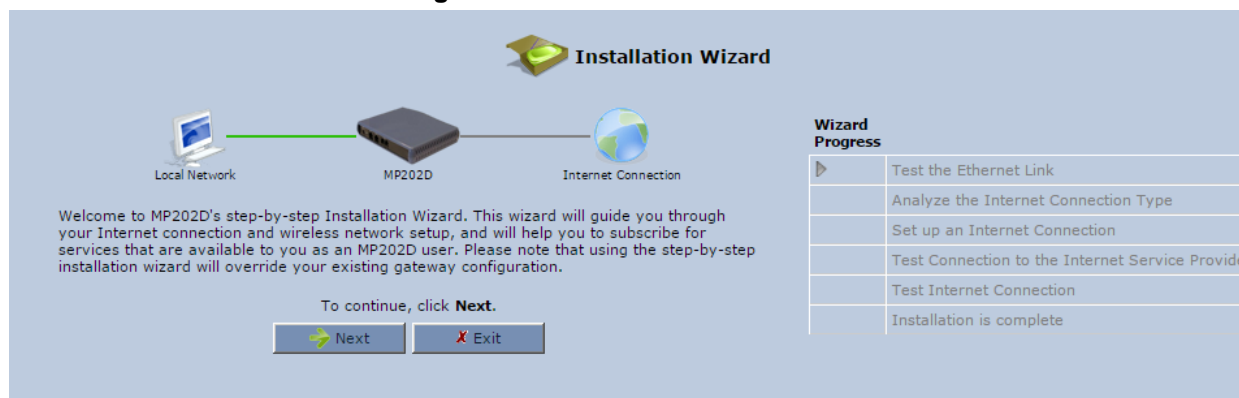 Installation Wizard
Local Network
MP202D
Internet Connection
Welcome to MP202D's step-by-step Installation Wizard. This wizard will guide you through
your Internet connection and wireless network setup, and will help you to subscribe for
services that are available to you as an MP202D user. Please note that using the step-by-step
installation wizard will override your existing gateway configuration.
To continue, click Next.
Next
Exit
Wizard
Progress
Test the Ethernet Link
Analyze the Internet Connection Type
Set up an Internet Connection
Test Connection to the Internet Service
Test Internet Connection
Installation is complete